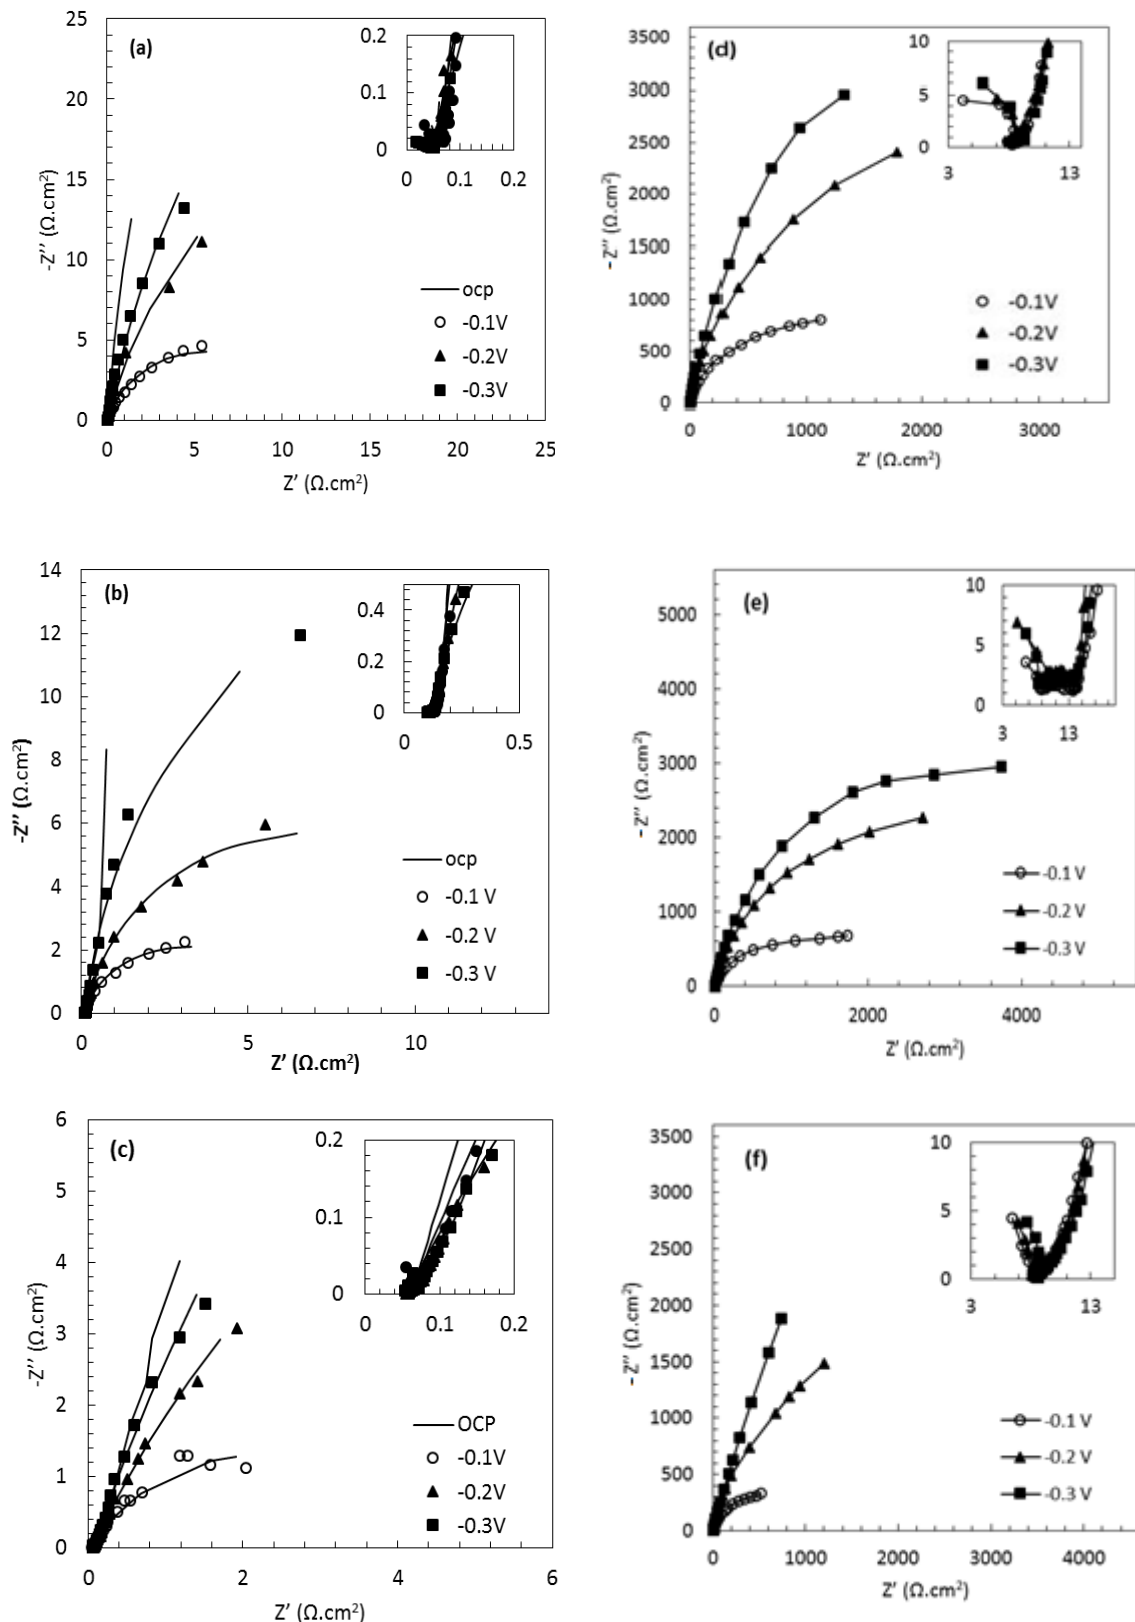 (a)
25
20
15
10
5
0
-Z'' (Ω.cm²)
0 5 10 15 20 25
Z' (Ω.cm²)
0.2
0.1
0
0 0.1 0.2
ocp
-0.1V
-0.2V
-0.3V
(d)
3500
3000
2500
2000
1500
1000
500
0
-Z'' (Ω.cm²)
0 1000 2000 3000
Z' (Ω.cm²)
10
5
0
3 13
-0.1V
-0.2V
-0.3V
(b)
14
12
10
8
6
4
2
0
-Z'' (Ω.cm²)
0 5 10
Z' (Ω.cm²)
0.4
0.2
0
0 0.5
ocp
-0.1 V
-0.2 V
-0.3 V
(e)
5000
4000
3000
2000
1000
0
-Z'' (Ω.cm²)
0 2000 4000
Z' (Ω.cm²)
10
5
0
3 13
-0.1 V
-0.2 V
-0.3 V
(c)
6
5
4
3
2
1
0
-Z'' (Ω.cm²)
0 2 4 6
Z' (Ω.cm²)
0.2
0.1
0
0 0.1 0.2
OCP
-0.1V
-0.2V
-0.3V
(f)
3500
3000
2500
2000
1500
1000
500
0
-Z'' (Ω.cm²)
0 1000 2000 3000 4000
Z' (Ω.cm²)
10
5
0
3 13
-0.1 V
-0.2 V
-0.3 V